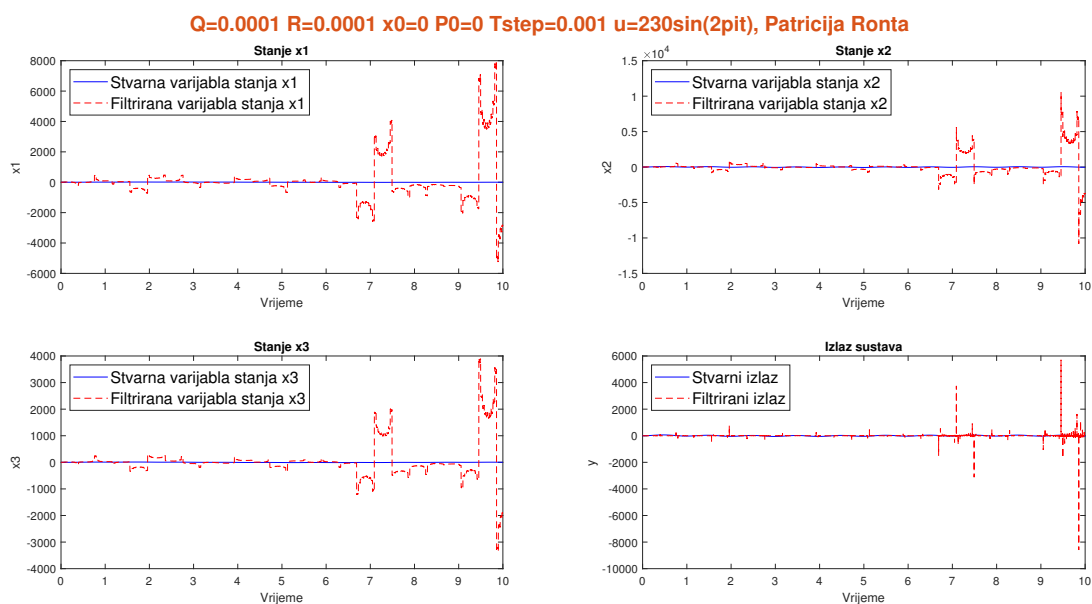 Q=0.0001 R=0.0001 x0=0 P0=0 Tstep=0.001 u=230sin(2pit), Patricija Ronta
Stanje x1
8000
6000
4000
2000
0
-2000
-4000
-6000
x1
Stvarna varijabla stanja x1
Filtrirana varijabla stanja x1
0 1 2 3 4 5 6 7 8 9 10
Vrijeme
Stanje x2
×10⁴
1.5
1
0.5
0
-0.5
-1
-1.5
x2
Stvarna varijabla stanja x2
Filtrirana varijabla stanja x2
0 1 2 3 4 5 6 7 8 9 10
Vrijeme
Stanje x3
4000
3000
2000
1000
0
-1000
-2000
-3000
-4000
x3
Stvarna varijabla stanja x3
Filtrirana varijabla stanja x3
0 1 2 3 4 5 6 7 8 9 10
Vrijeme
Izlaz sustava
6000
4000
2000
0
-2000
-4000
-6000
-8000
-10000
y
Stvarni izlaz
Filtrirani izlaz
0 1 2 3 4 5 6 7 8 9 10
Vrijeme